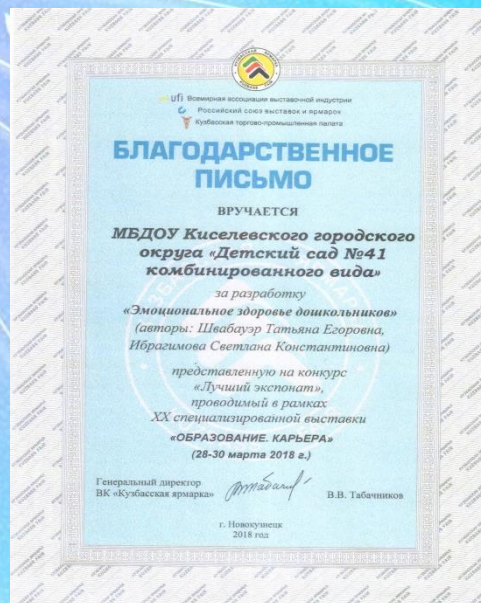 ufi Всемирная ассоциация выставочной индустрии
Российский союз выставок и ярмарок
Кузбасская торгово-промышленная палата
БЛАГОДАРСТВЕННОЕ
ПИСЬМО
ВРУЧАЕТСЯ
МБДОУ Киселевского городского
округа «Детский сад №41
комбинированного вида»
за разработку
«Эмоциональное здоровье дошкольников»
(авторы: Швабауэр Татьяна Егоровна,
Ибрагимова Светлана Константиновна)
представленную на конкурс
«Лучший экспонат»,
проводимый в рамках
XX специализированной выставки
«ОБРАЗОВАНИЕ. КАРЬЕРА»
(28-30 марта 2018 г.)
Генеральный директор
ВК «Кузбасская ярмарка»
В.В. Табачников
г. Новокузнецк
2018 год